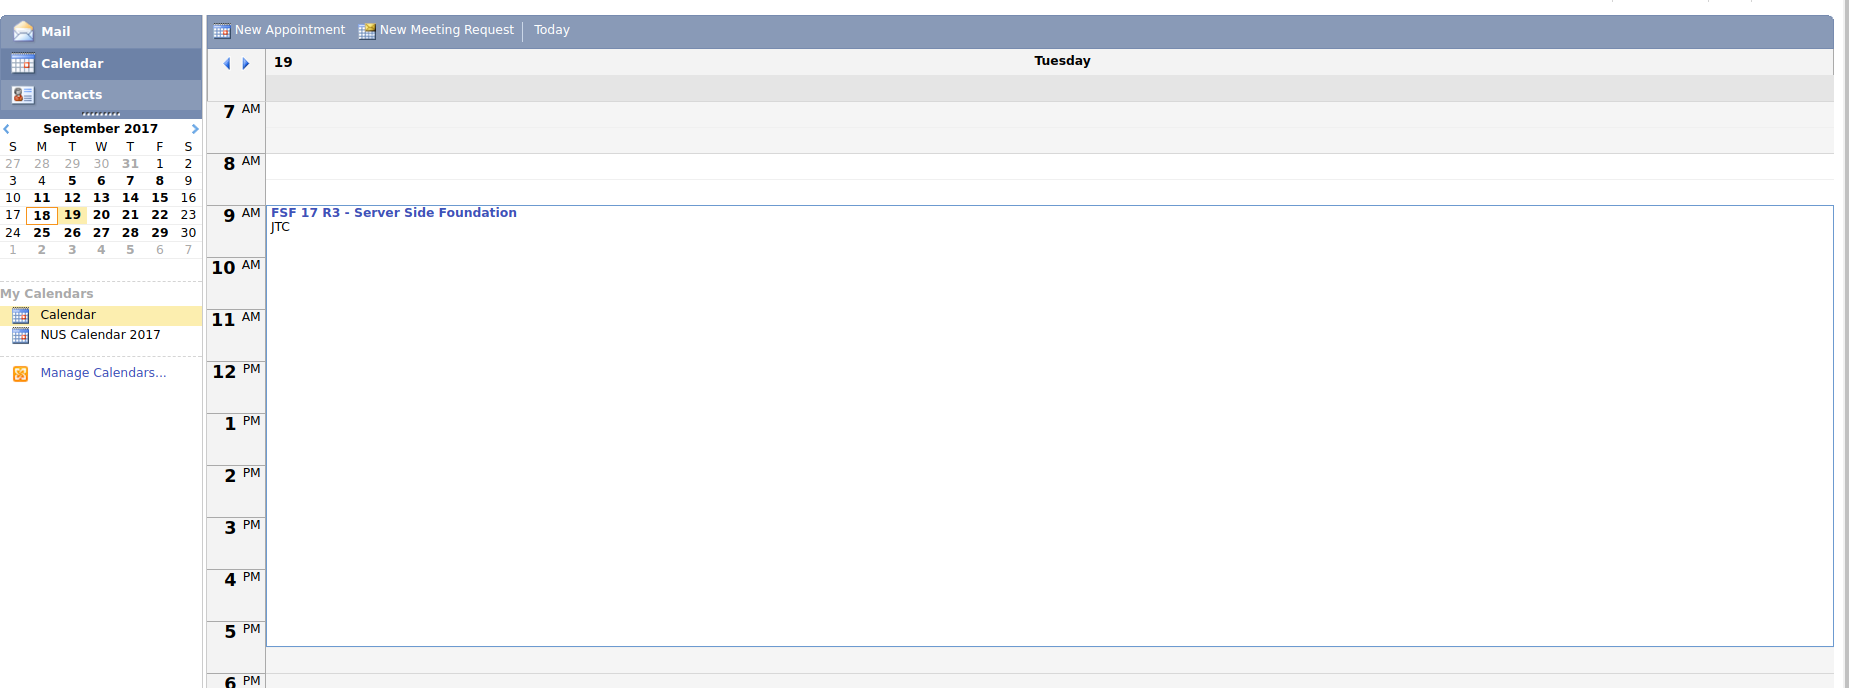 Mail
Calendar
Contacts
September 2017
S M T W T F S
27 28 29 30 31 1 2
3 4 5 6 7 8 9
10 11 12 13 14 15 16
17 18 19 20 21 22 23
24 25 26 27 28 29 30
1 2 3 4 5 6 7
My Calendars
Calendar
NUS Calendar 2017
Manage Calendars...
New Appointment New Meeting Request Today
19 Tuesday
7 AM
8 AM
9 AM
FSF 17 R3 - Server Side Foundation
JTC
10 AM
11 AM
12 PM
1 PM
2 PM
3 PM
4 PM
5 PM
6 PM